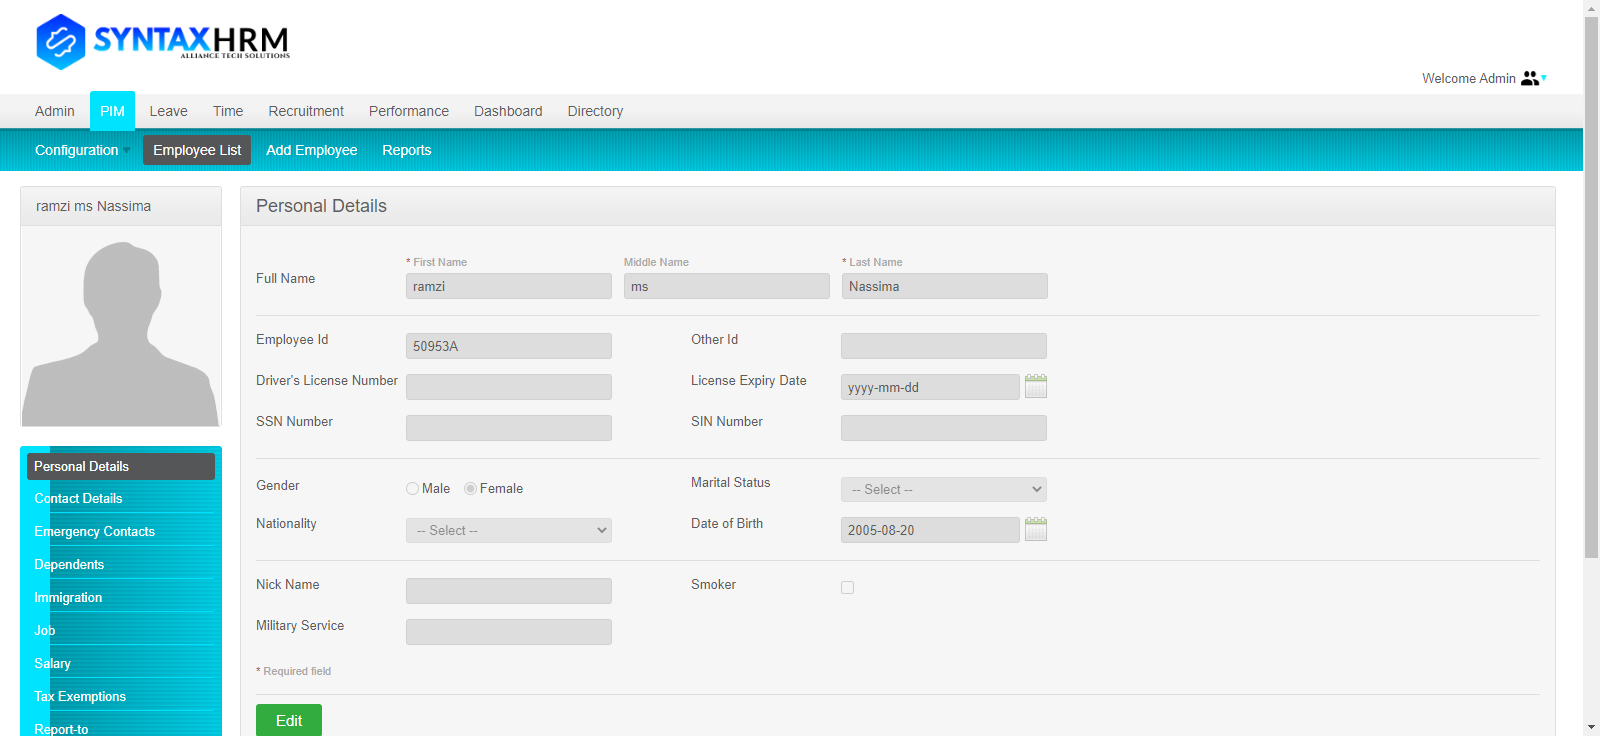 SYNTAXHRM
ALLIANCE TECH SOLUTIONS
Welcome Admin
Admin PIM Leave Time Recruitment Performance Dashboard Directory
Configuration Employee List Add Employee Reports
ramzi ms Nassima
Personal Details
* First Name Middle Name * Last Name
Full Name ramzi ms Nassima
Employee Id 50953A Other Id
Driver's License Number License Expiry Date yyyy-mm-dd
SSN Number SIN Number
Gender Male Female Marital Status -- Select --
Nationality -- Select -- Date of Birth 2005-08-20
Nick Name Smoker
Military Service
* Required field
Edit
Personal Details
Contact Details
Emergency Contacts
Dependents
Immigration
Job
Salary
Tax Exemptions
Report-to